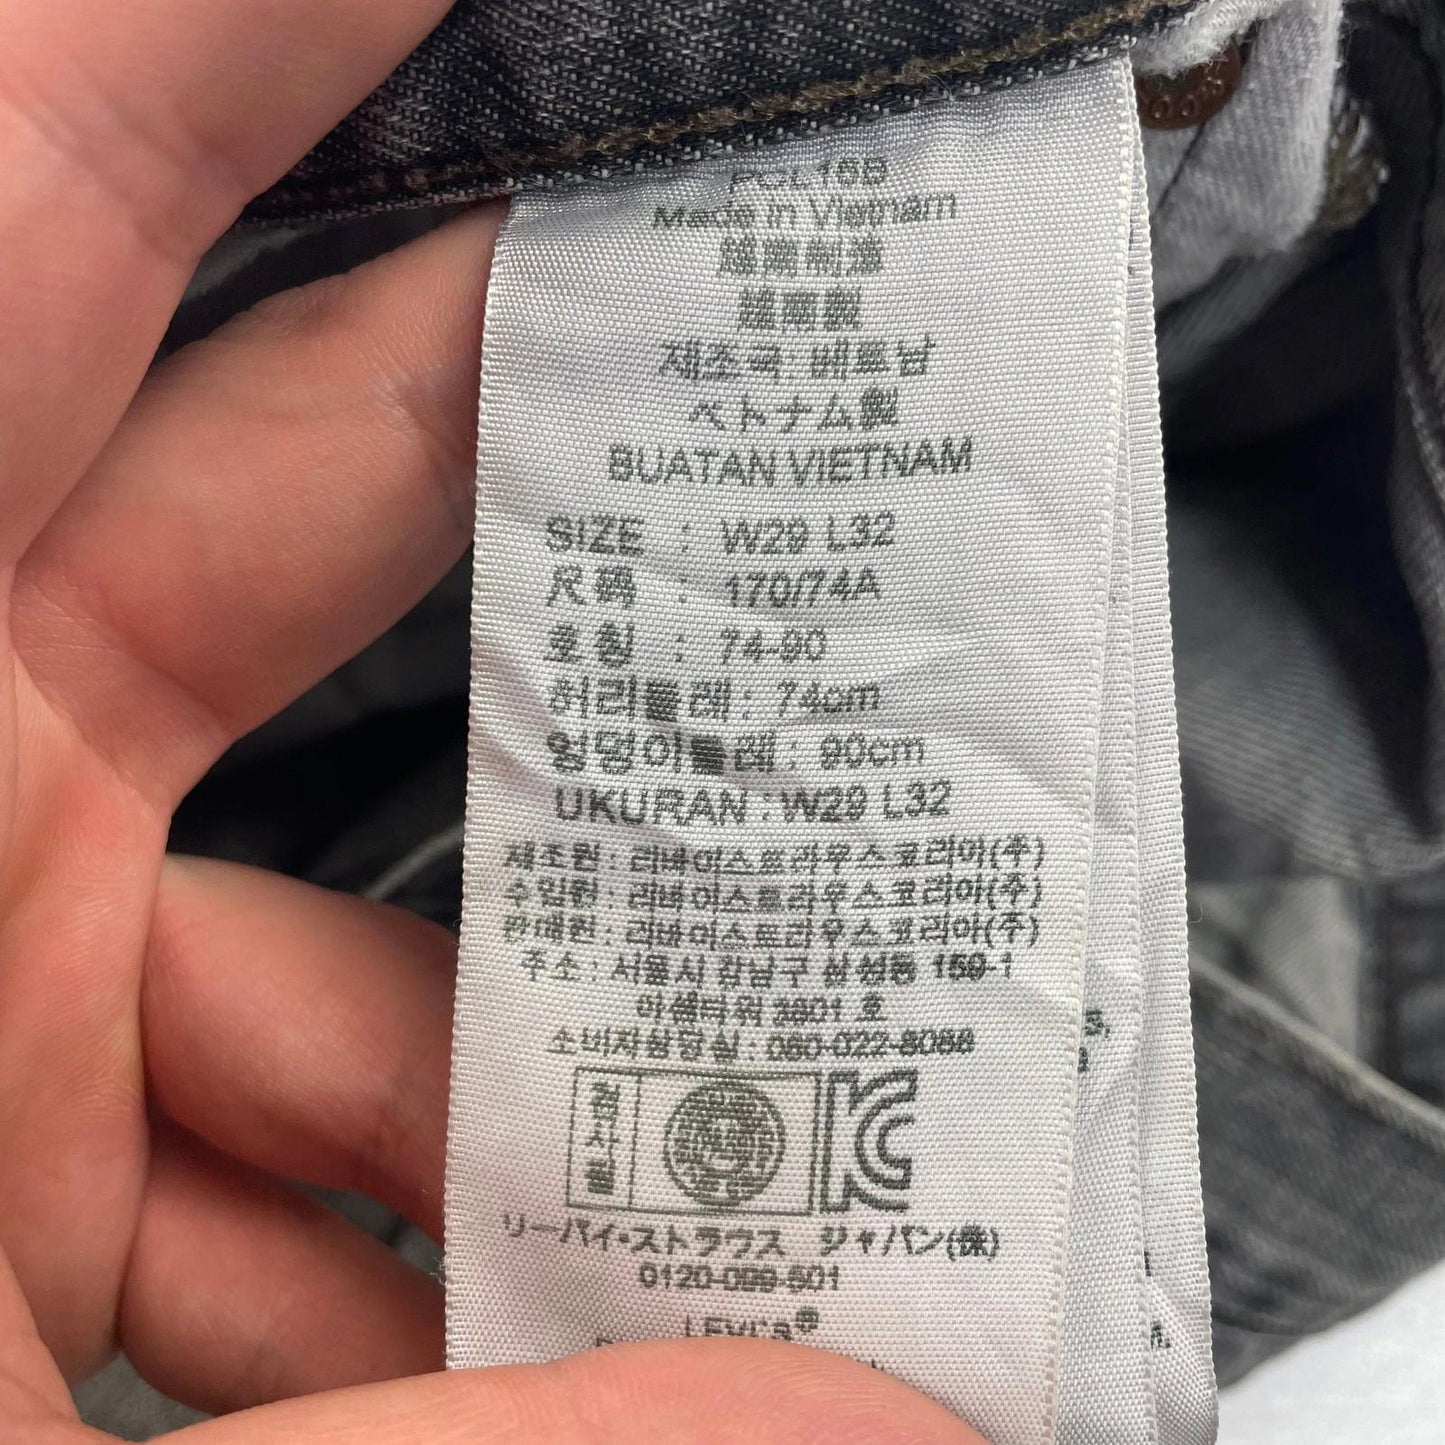 PGL16B
Made in Vietnam
越南制造
越南製
제조국: 베트남
ベトナム製
BUATAN VIETNAM
SIZE : W29 L32
尺码 : 170/74A
호칭 : 74-90
허리둘레: 74cm
엉덩이둘레: 90cm
UKURAN : W29 L32
제조원: 리바이스트라우스코리아(주)
수입원: 리바이스트라우스코리아(주)
판매원: 리바이스트라우스코리아(주)
주소: 서울시 강남구 삼성동 159-1
아셈타워 3801 호
소비자상담실: 080-022-8088
검사필
KC
リーバイ・ストラウス ジャパン(株)
0120-099-501
Levi's®